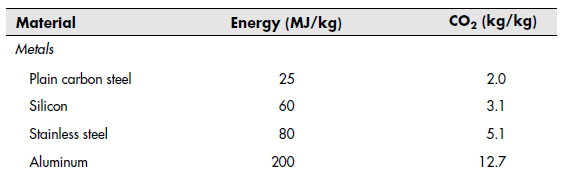 Material Energy (MJ/kg) CO₂ (kg/kg)
Metals
Plain carbon steel 25 2.0
Silicon 60 3.1
Stainless steel 80 5.1
Aluminum 200 12.7